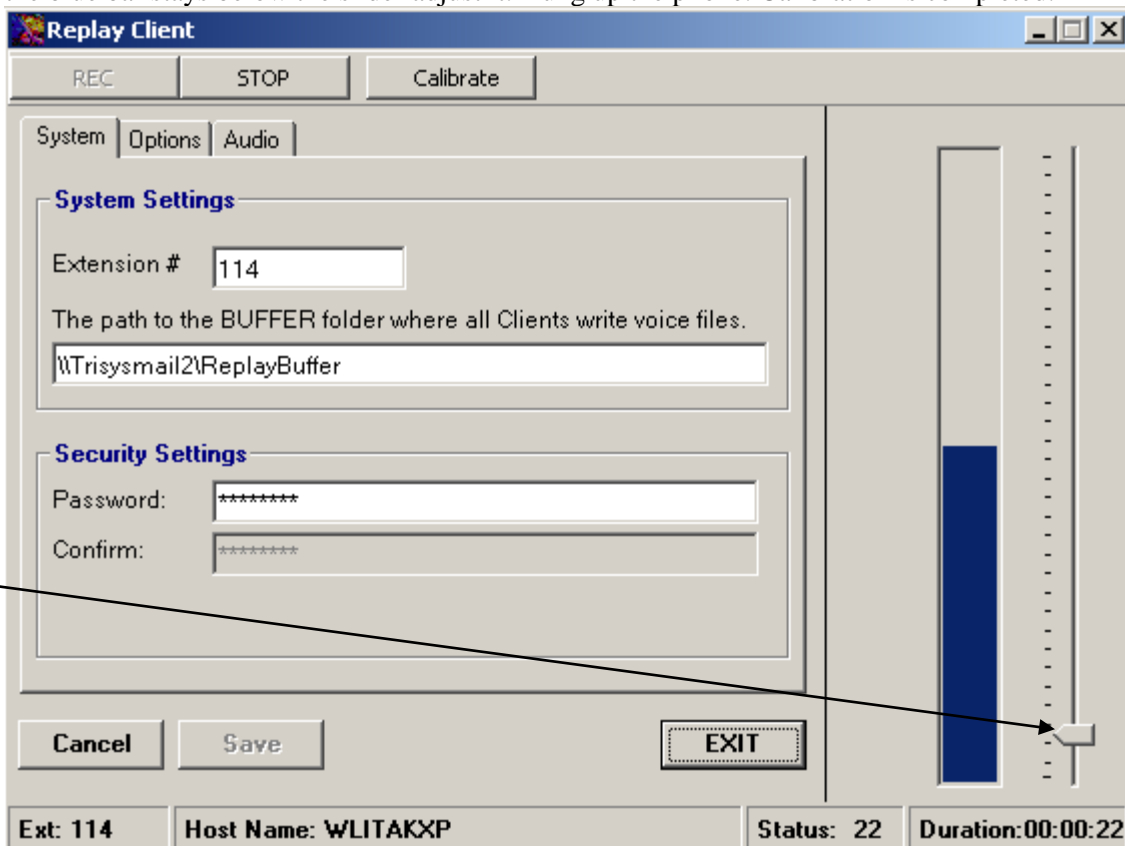 Replay Client
REC STOP Calibrate
System Options Audio
System Settings
Extension # 114
The path to the BUFFER folder where all Clients write voice files.
\\Trisysmail2\ReplayBuffer
Security Settings
Password: ********
Confirm: ********
Cancel Save EXIT
Ext: 114 Host Name: WLITAKXP Status: 22 Duration:00:00:22